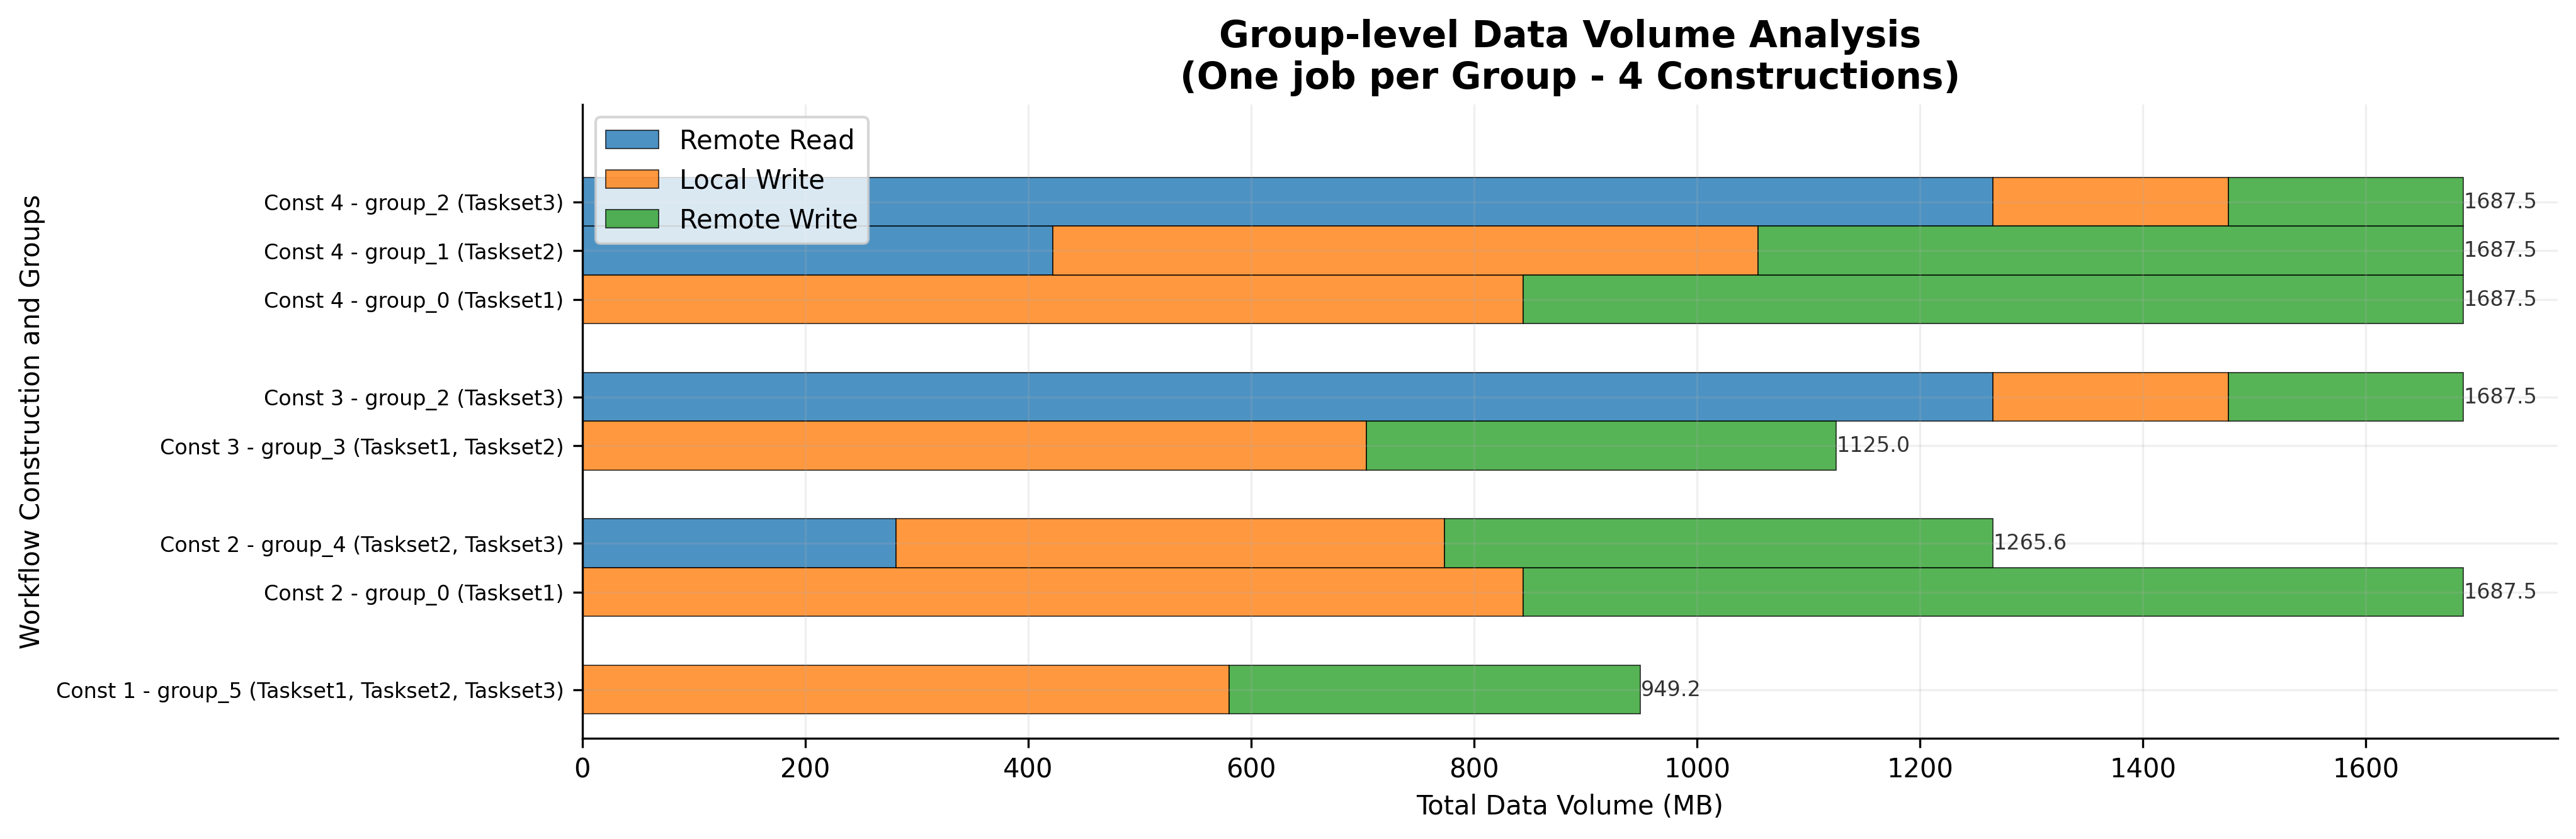 Group-level Data Volume Analysis
(One job per Group - 4 Constructions)
Remote Read
Local Write
Remote Write
Workflow Construction and Groups
Const 4 - group_2 (Taskset3)
1687.5
Const 4 - group_1 (Taskset2)
1687.5
Const 4 - group_0 (Taskset1)
1687.5
Const 3 - group_2 (Taskset3)
1687.5
Const 3 - group_3 (Taskset1, Taskset2)
1125.0
Const 2 - group_4 (Taskset2, Taskset3)
1265.6
Const 2 - group_0 (Taskset1)
1687.5
Const 1 - group_5 (Taskset1, Taskset2, Taskset3)
949.2
0 200 400 600 800 1000 1200 1400 1600
Total Data Volume (MB)